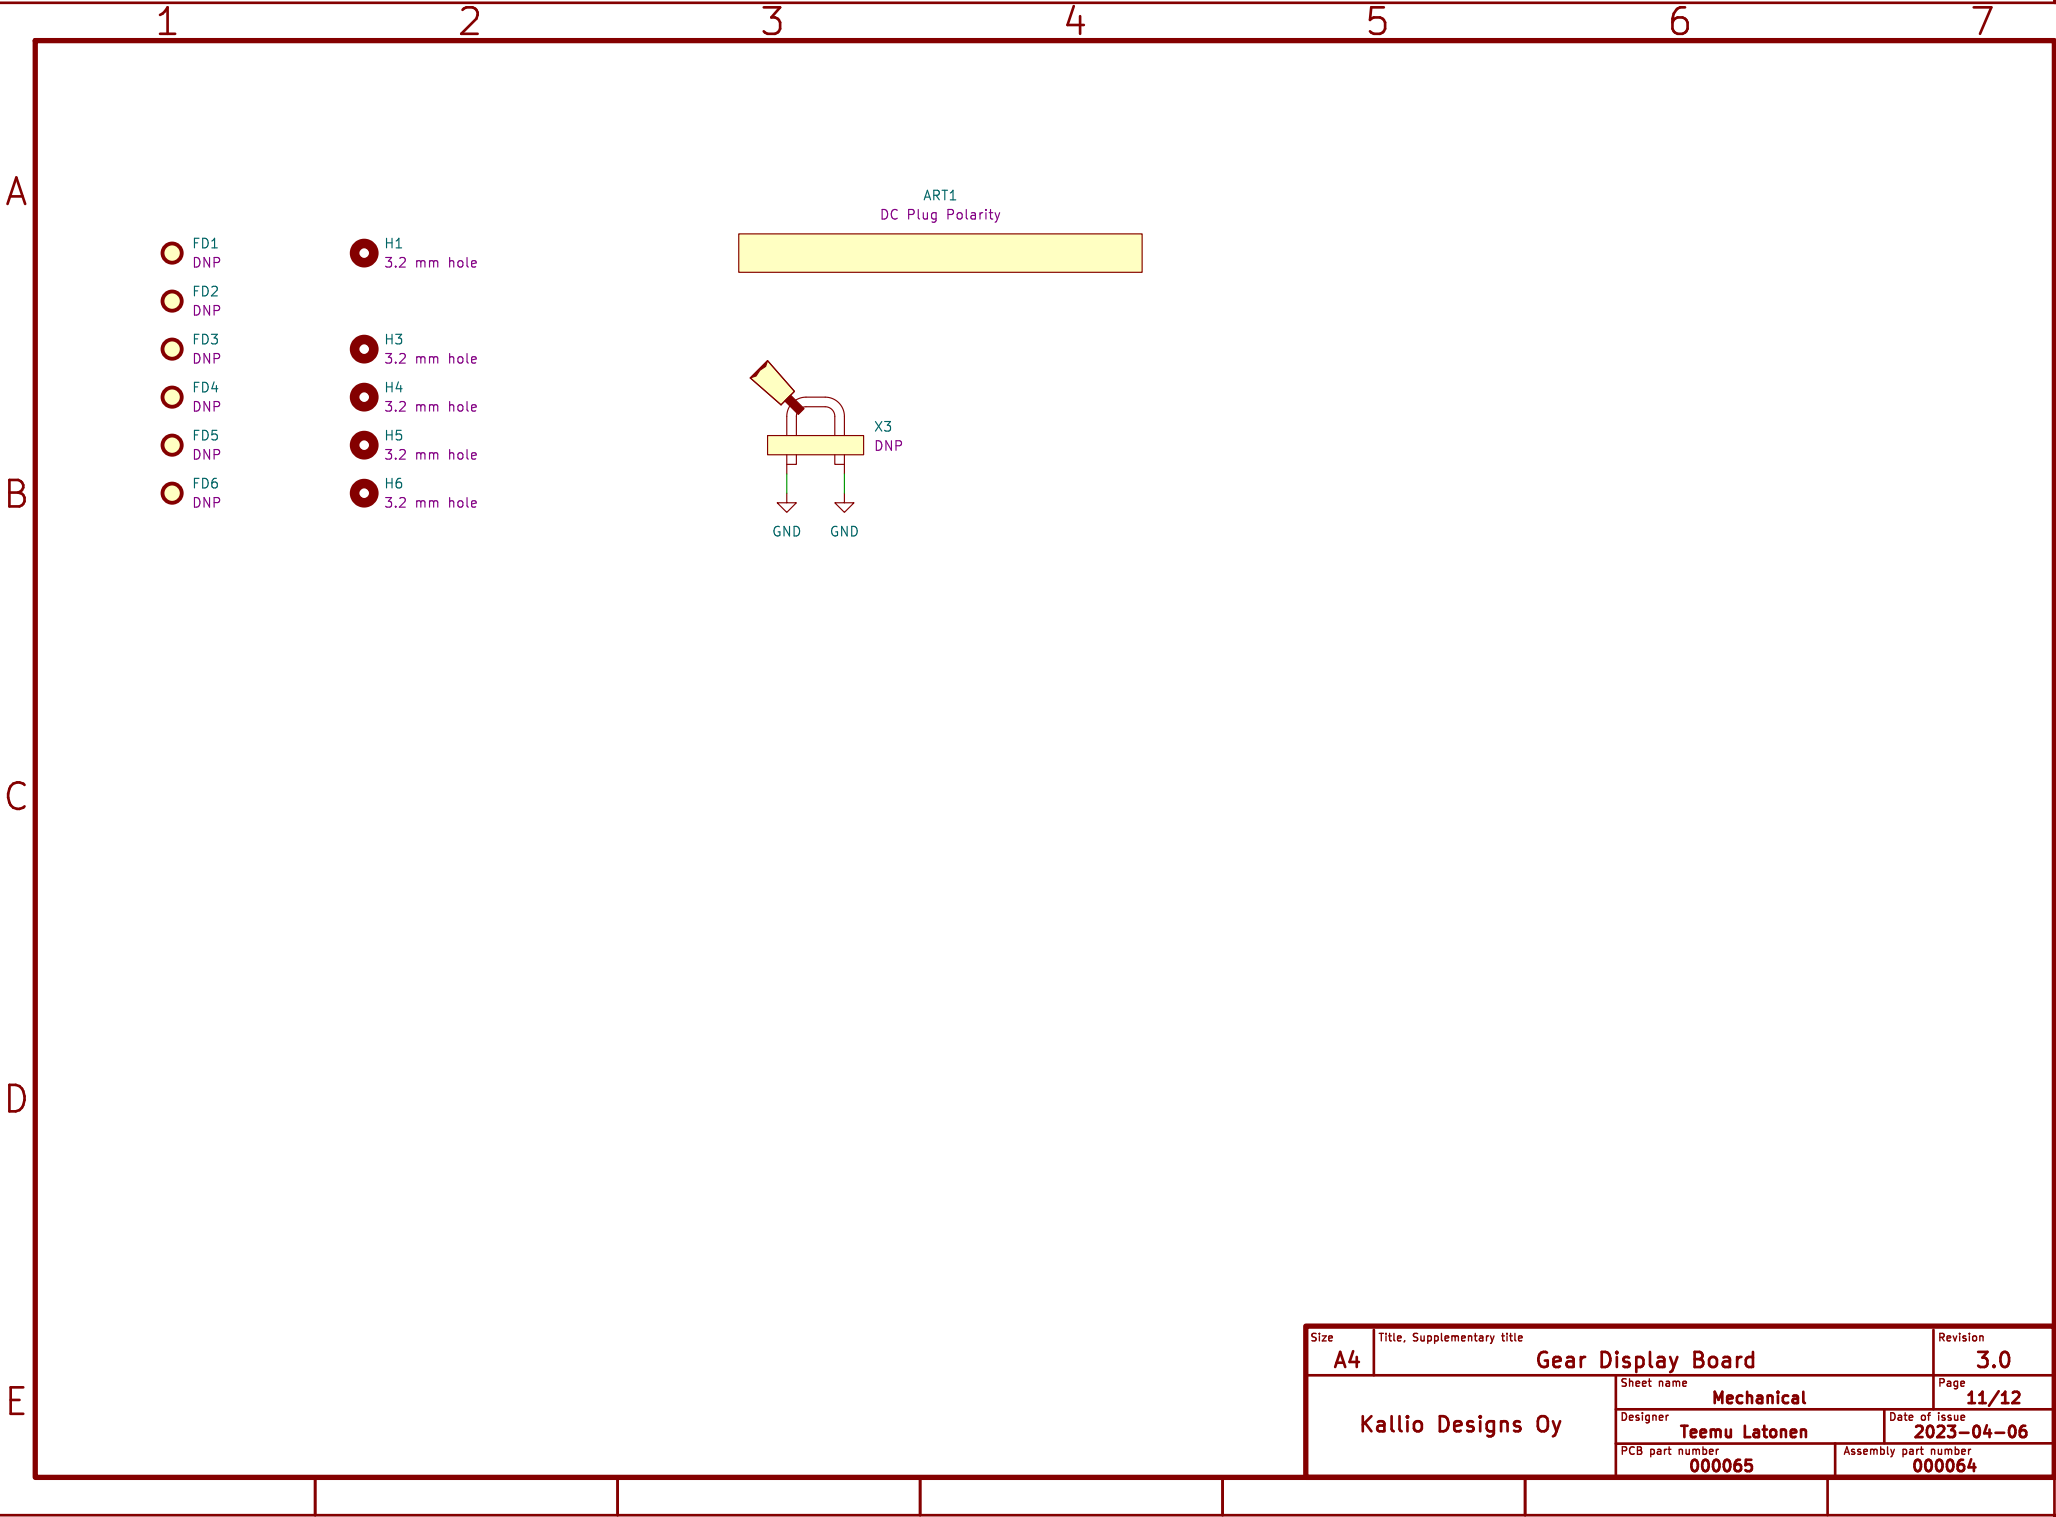 1 2 3 4 5 6 7
A
ART1
DC Plug Polarity
FD1 H1
DNP 3.2 mm hole
FD2
DNP
FD3 H3
DNP 3.2 mm hole
FD4 H4
DNP 3.2 mm hole
X3
FD5 H5
DNP 3.2 mm hole DNP
B
FD6 H6
DNP 3.2 mm hole
GND GND
C
D
E
Size Title, Supplementary title Revision
A4 Gear Display Board 3.0
Sheet name Page
Mechanical 11/12
Kallio Designs Oy
Designer Date of issue
Teemu Latonen 2023-04-06
PCB part number Assembly part number
000065 000064